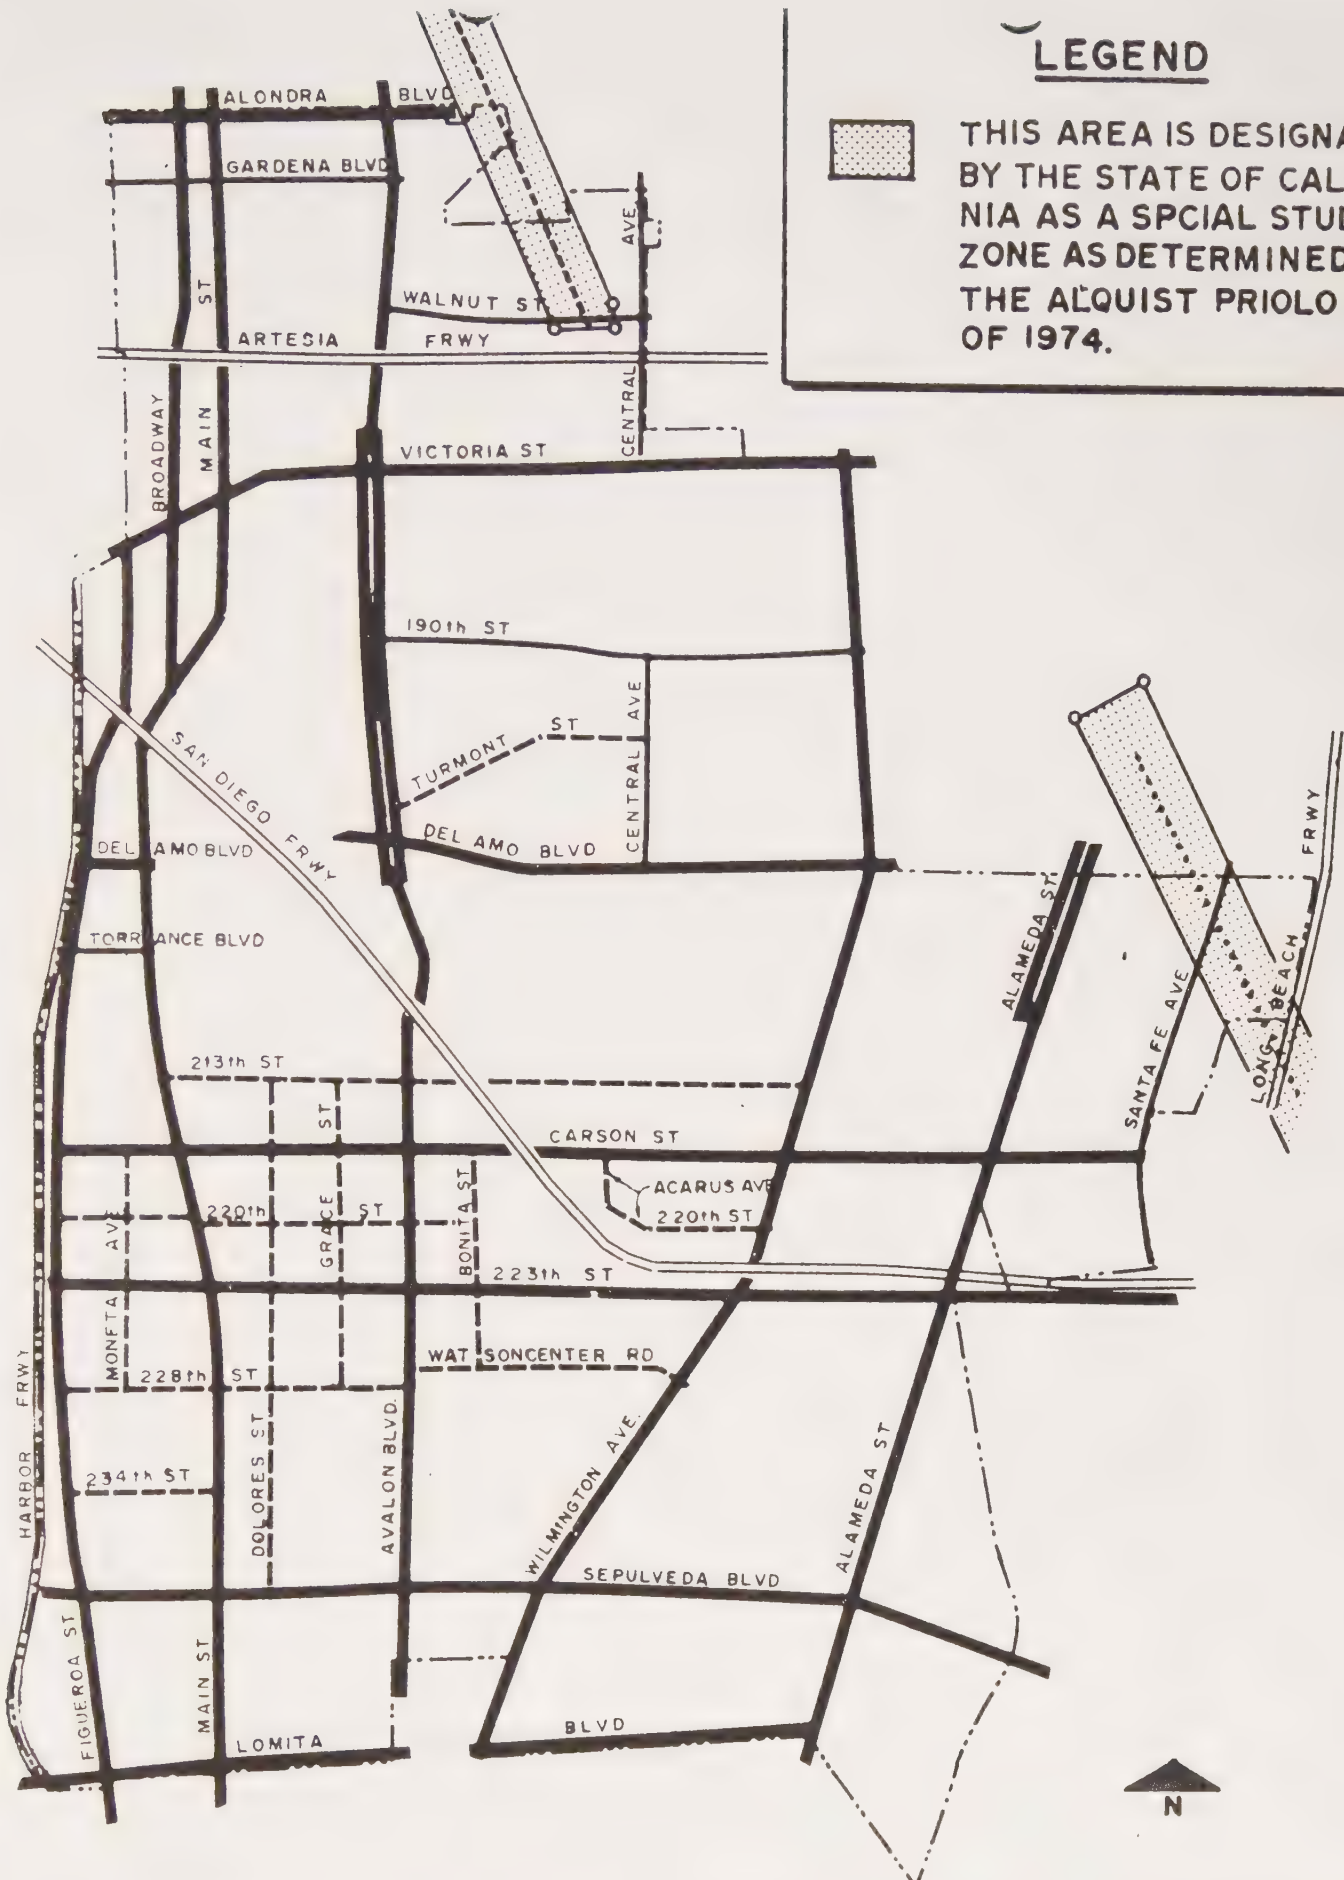 LEGEND
THIS AREA IS DESIGNA
BY THE STATE OF CAL
NIA AS A SPCIAL STU
ZONE AS DETERMINED
THE ALQUIST PRIOLO
OF 1974.
ALONDRA BLVD
GARDENA BLVD
WALNUT ST
AVE
ST
ARTESIA FRWY
BROADWAY
MAIN
CENTRAL
VICTORIA ST
190th ST
SAN DIEGO FRWY
TURMONT ST
CENTRAL AVE
DEL AMO BLVD
DEL AMO BLVD
FRWY
ALAMEDA ST
TORRANCE BLVD
SANTA FE AVE
LONG BEACH
213th ST
CARSON ST
ACARUS AVE
220th ST
220th ST
MONETA AVE
GRACE ST
BONITA ST
223th ST
WATSONCENTER RD
228th ST
HARBOR FRWY
234th ST
DOLORES ST
AVALON BLVD.
WILMINGTON AVE.
ALAMEDA ST
SEPULVEDA BLVD
FIGUEROA ST
MAIN ST
LOMITA BLVD
N